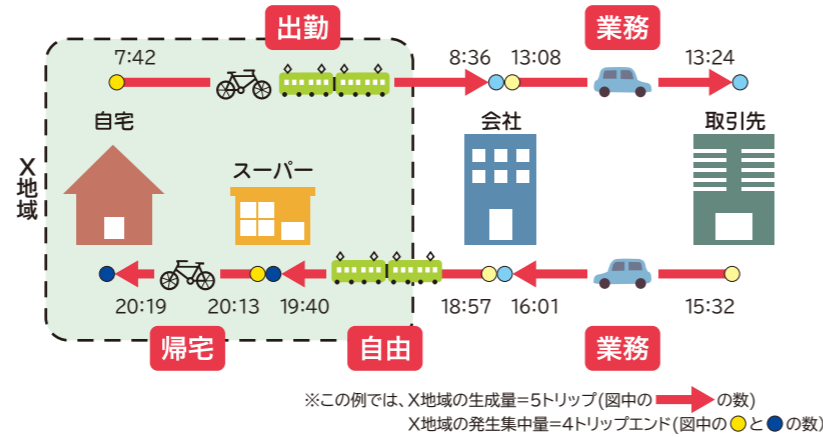 出勤
業務
7:42
8:36
13:08
13:24
自宅
会社
取引先
スーパー
X地域
20:19
20:13
19:40
18:57
16:01
15:32
帰宅
自由
業務
※この例では、X地域の生成量=5トリップ(図中の の数)
X地域の発生集中量=4トリップエンド(図中の と の数)